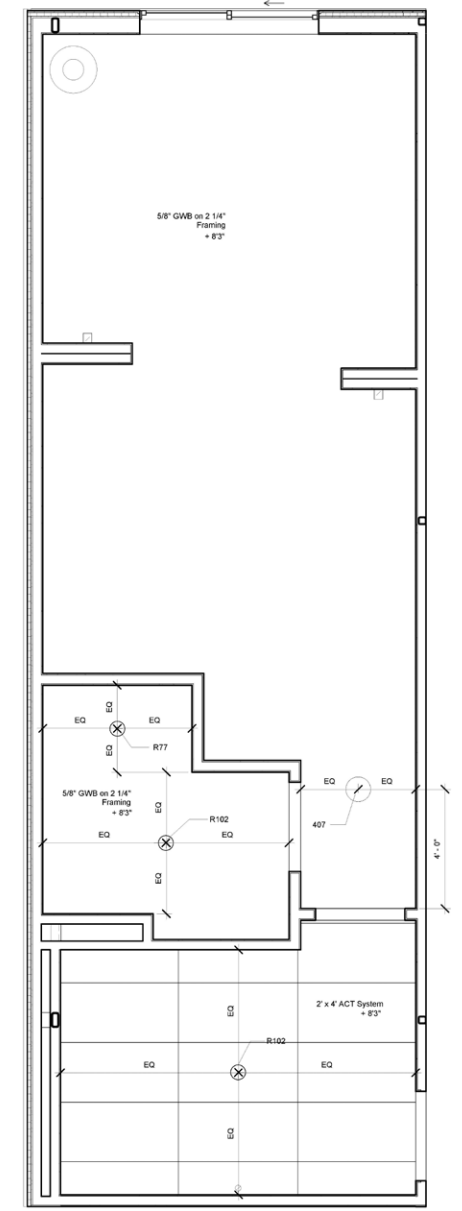 5/8" GWB on 2 1/4"
Framing
+ 8'3"
EQ
EQ
EQ
EQ
R77
5/8" GWB on 2 1/4"
Framing
+ 8'3"
EQ
EQ
EQ
407
4' - 0"
R102
EQ
EQ
EQ
2' x 4' ACT System
+ 8'3"
EQ
R102
EQ
EQ
EQ